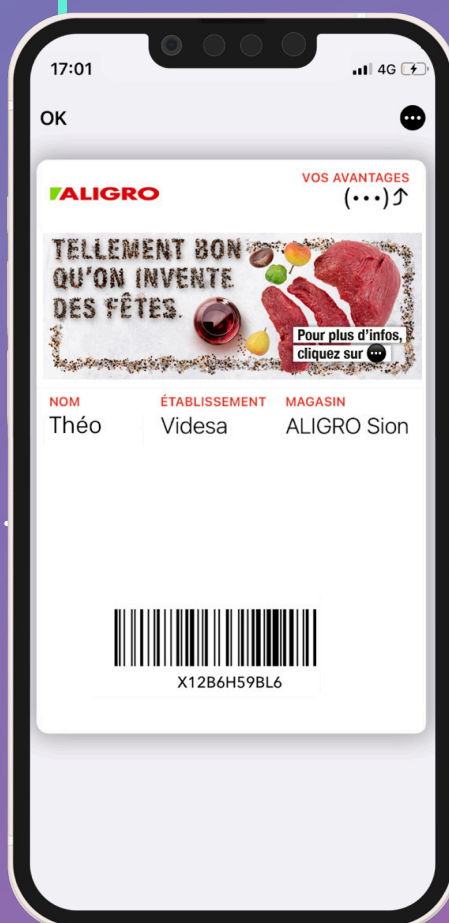 17:01
4G
OK
ALIGRO
VOS AVANTAGES
(···)
TELLEMENT BON
QU'ON INVENTE
DES FÊTES.
Pour plus d'infos,
cliquez sur
NOM
Théo
ÉTABLISSEMENT
Videsa
MAGASIN
ALIGRO Sion
X12B6H59BL6